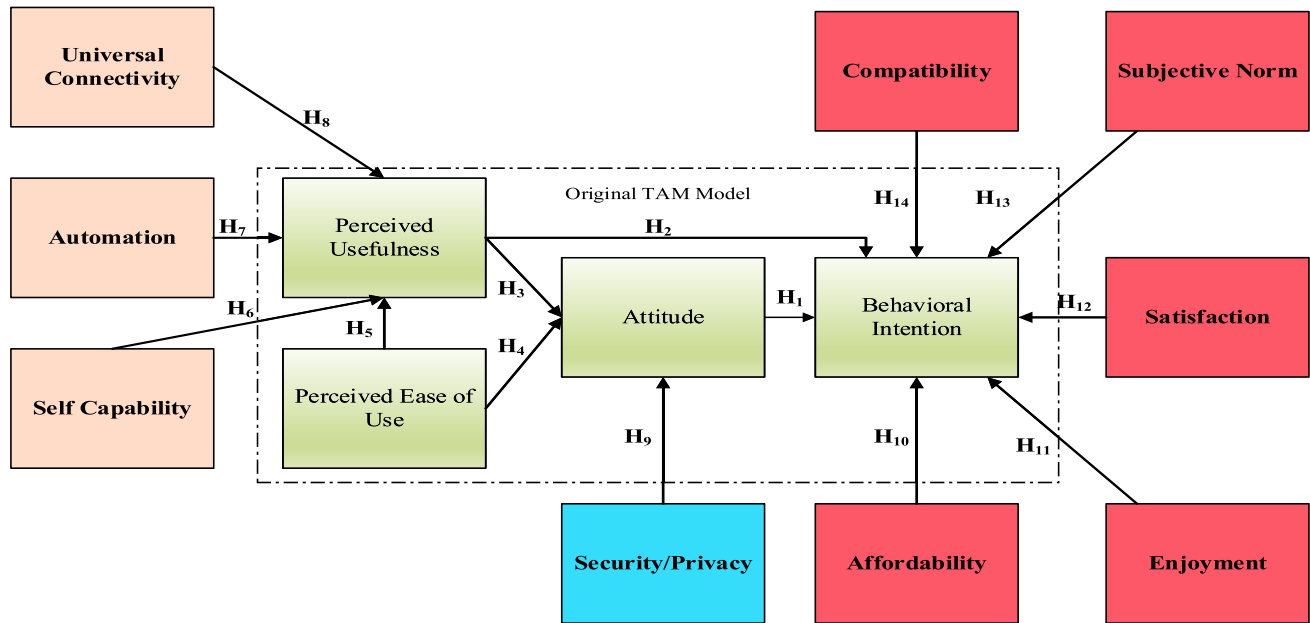 Universal
Connectivity
H₈
Compatibility
Subjective Norm
Original TAM Model
Automation
H₇
Perceived
Usefulness
H₂
H₁₄
H₁₃
H₃
H₆
H₅
H₄
Attitude
H₁
Behavioral
Intention
H₁₂
Satisfaction
Self Capability
Perceived Ease of
Use
H₉
H₁₀
H₁₁
Security/Privacy
Affordability
Enjoyment